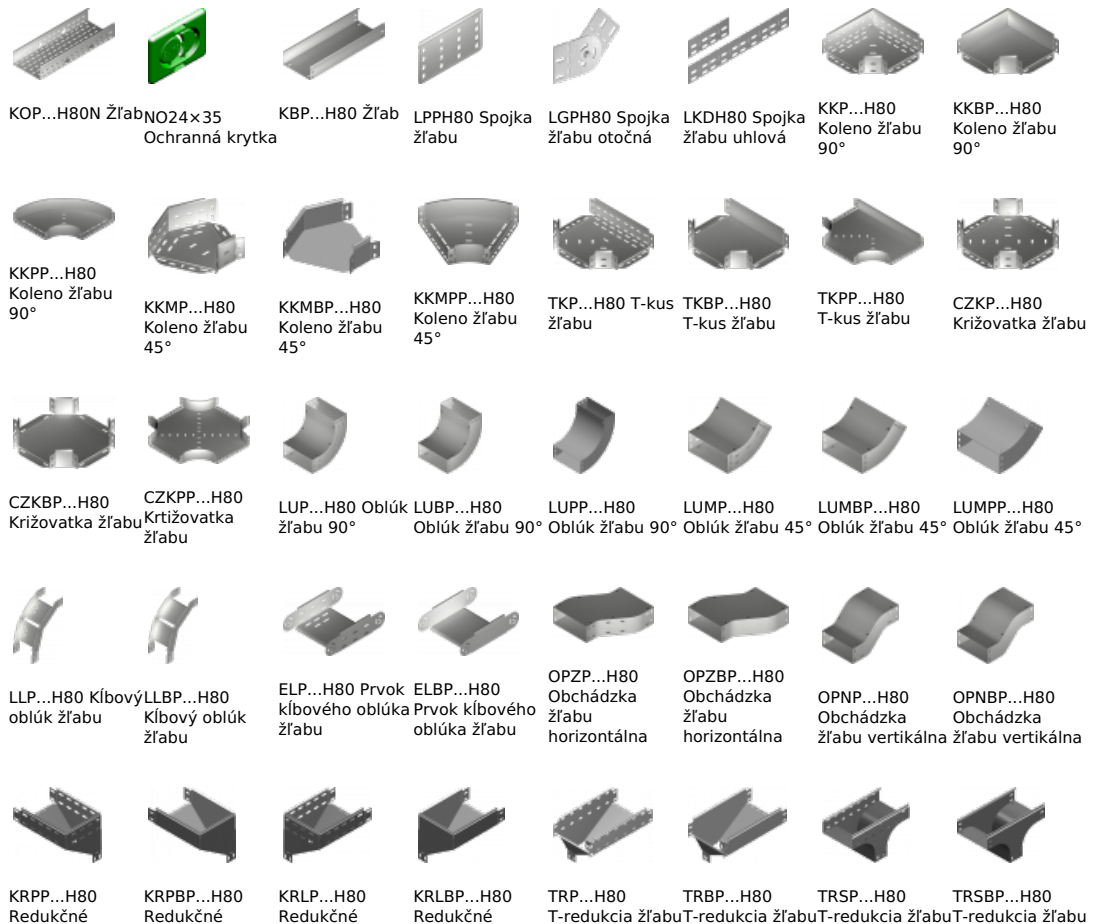 KOP...H80N Žľab
NO24×35
Ochranná krytka
KBP...H80 Žľab
LPPH80 Spojka
žľabu
LGPH80 Spojka
žľabu otočná
LKDH80 Spojka
žľabu uhlová
KKP...H80
Koleno žľabu
90°
KKBP...H80
Koleno žľabu
90°
KKPP...H80
Koleno žľabu
90°
KKMP...H80
Koleno žľabu
45°
KKMBP...H80
Koleno žľabu
45°
KKMPP...H80
Koleno žľabu
45°
TKP...H80 T-kus
žľabu
TKBP...H80
T-kus žľabu
TKPP...H80
T-kus žľabu
CZKP...H80
Križovatka žľabu
CZKBP...H80
Križovatka žľabu
CZKPP...H80
Krtižovatka
žľabu
LUP...H80 Oblúk
žľabu 90°
LUBP...H80
Oblúk žľabu 90°
LUPP...H80
Oblúk žľabu 90°
LUMP...H80
Oblúk žľabu 45°
LUMBP...H80
Oblúk žľabu 45°
LUMPP...H80
Oblúk žľabu 45°
LLP...H80 Kĺbový
oblúk žľabu
LLBP...H80
Kĺbový oblúk
žľabu
ELP...H80 Prvok
kĺbového oblúka
žľabu
ELBP...H80
Prvok kĺbového
oblúka žľabu
OPZP...H80
Obchádzka
žľabu
horizontálna
OPZBP...H80
Obchádzka
žľabu
horizontálna
OPNP...H80
Obchádzka
žľabu vertikálna
OPNBP...H80
Obchádzka
žľabu vertikálna
KRPP...H80
Redukčné
KRPBP...H80
Redukčné
KRLP...H80
Redukčné
KRLBP...H80
Redukčné
TRP...H80
T-redukcia žľabu
TRBP...H80
T-redukcia žľabu
TRSP...H80
T-redukcia žľabu
TRSBP...H80
T-redukcia žľabu